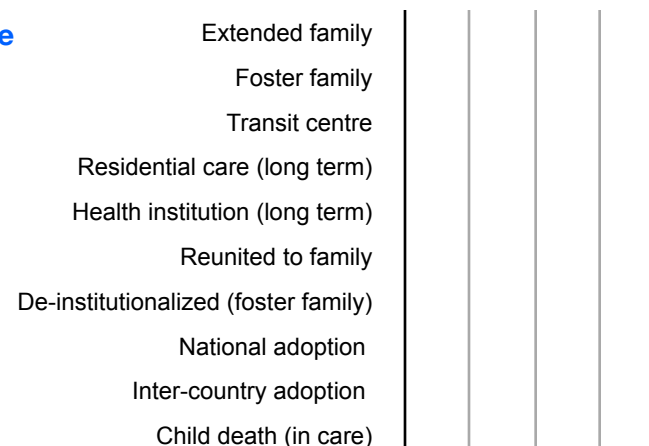 e
Extended family
Foster family
Transit centre
Residential care (long term)
Health institution (long term)
Reunited to family
De-institutionalized (foster family)
National adoption
Inter-country adoption
Child death (in care)